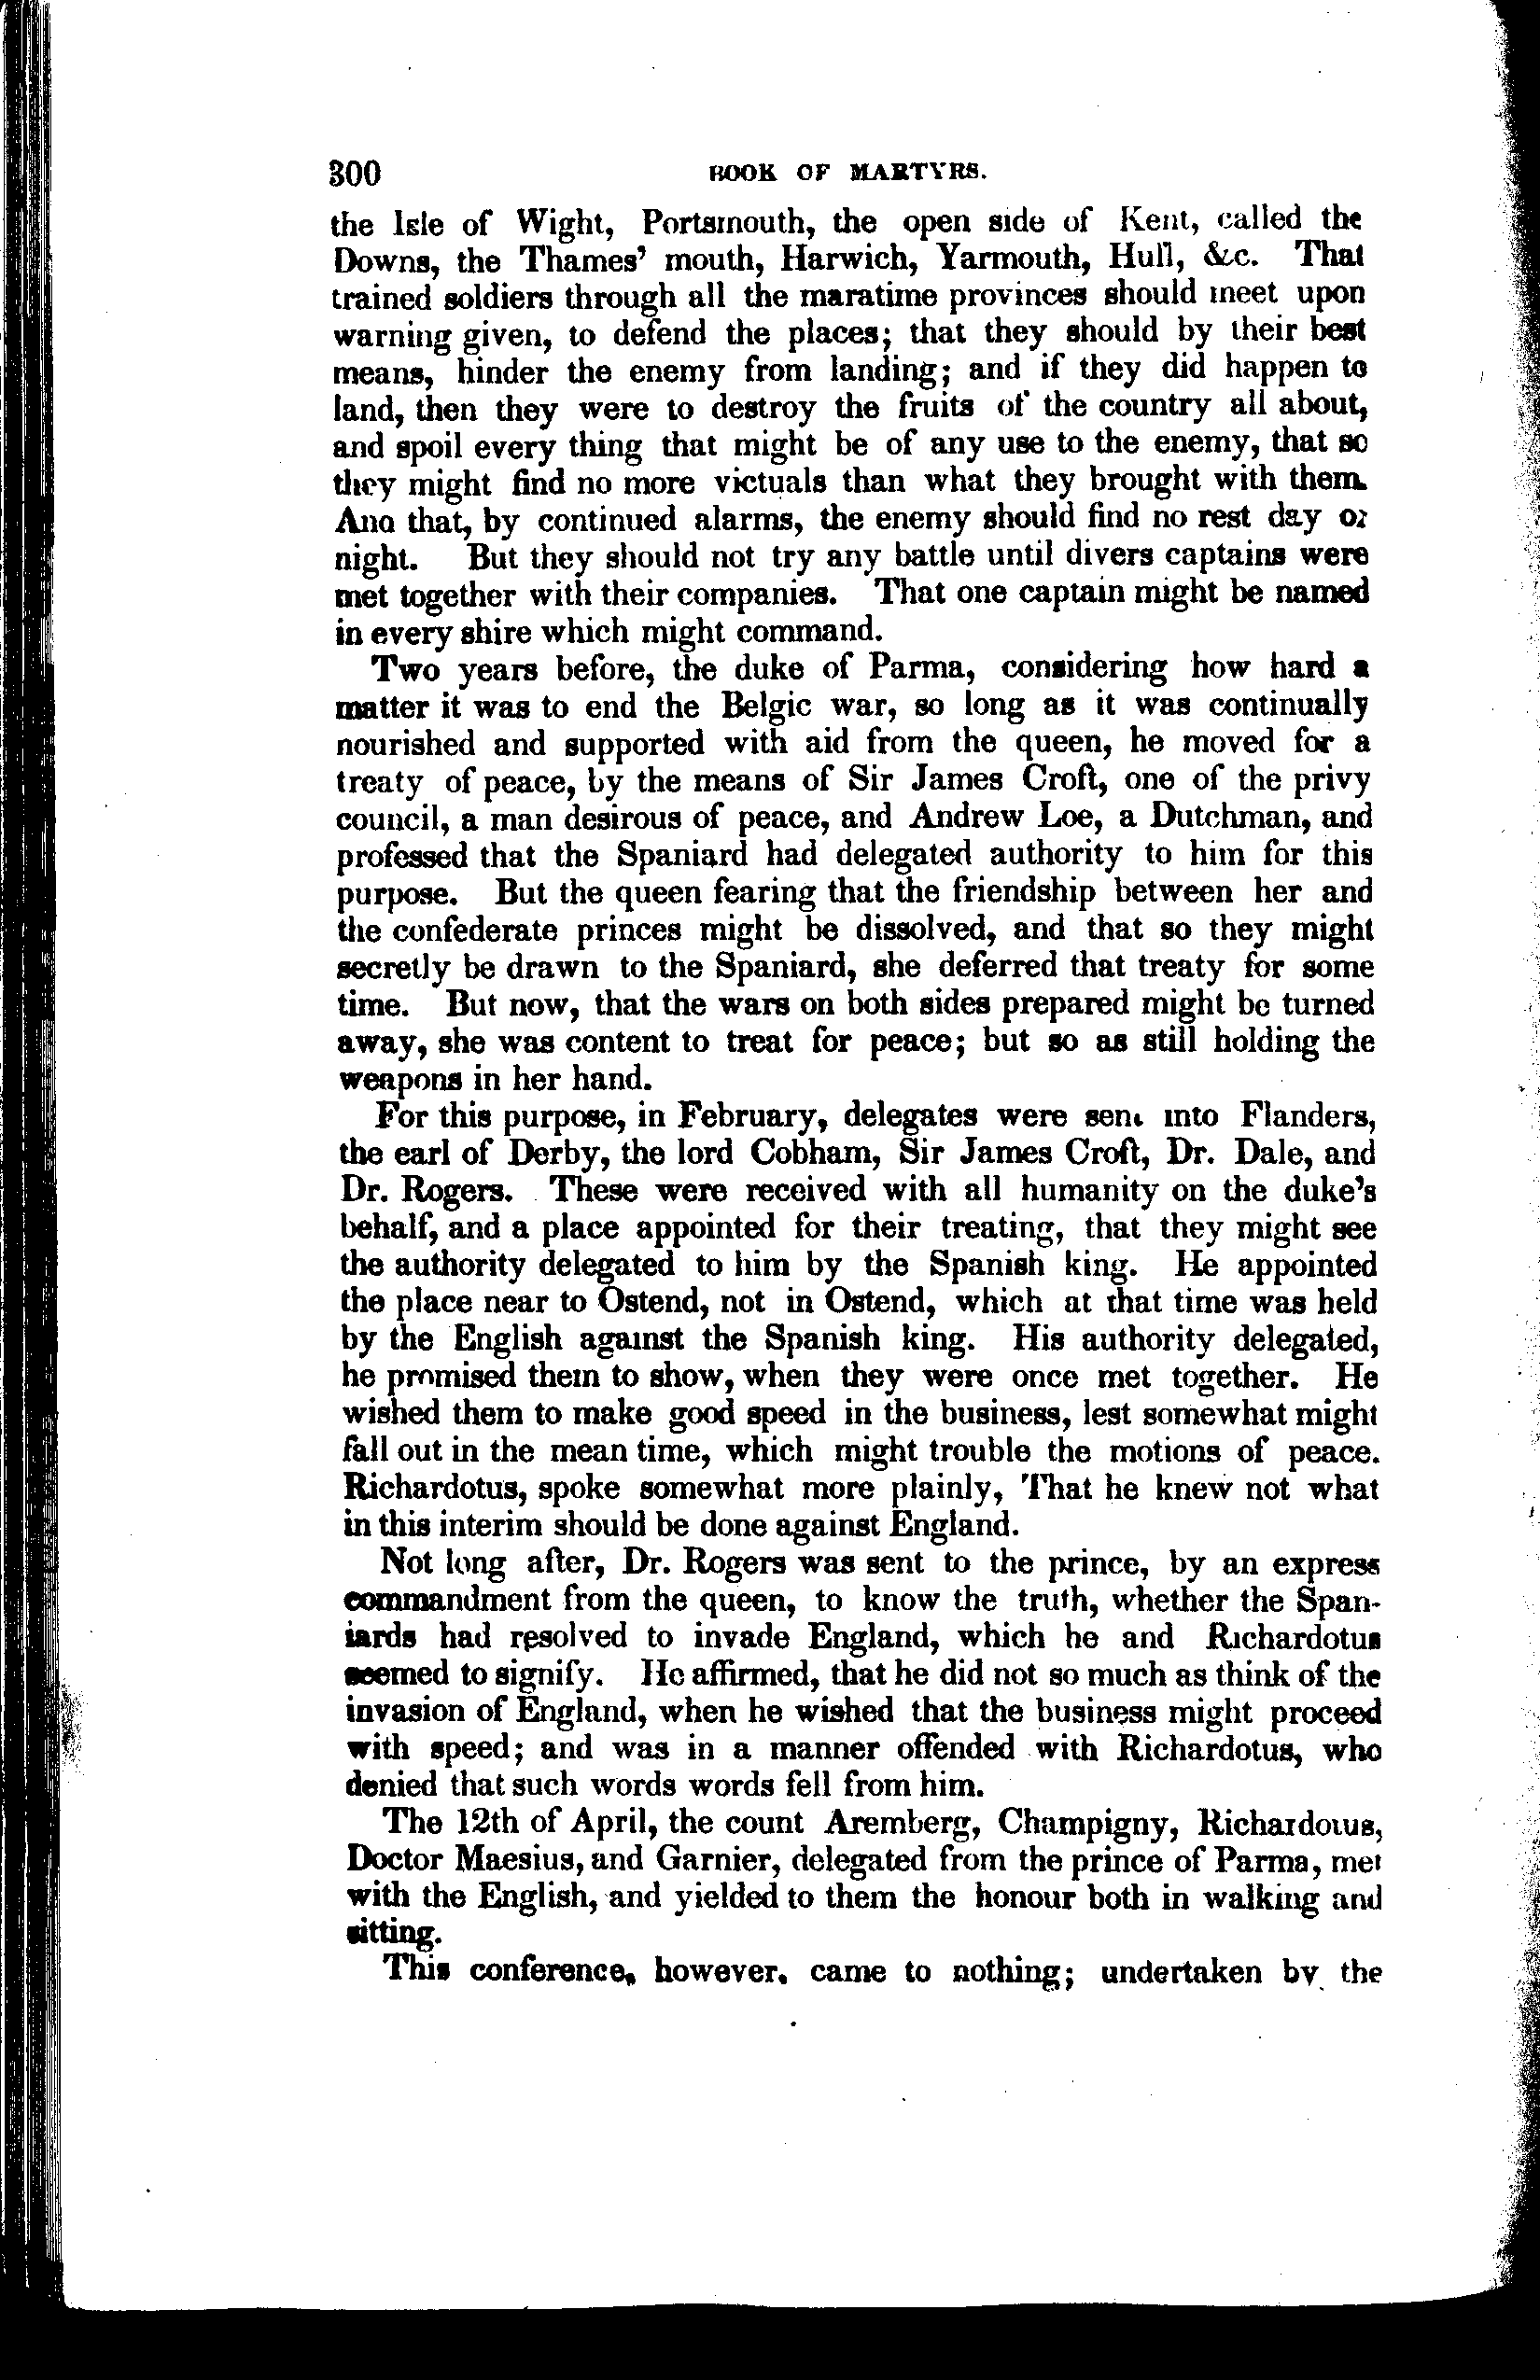 300 BOOK OF MARTYRS.
the Isle of Wight, Portsmouth, the open side of Kent, called the
Downs, the Thames' mouth, Harwich, Yarmouth, Hull, &c. That
trained soldiers through all the maratime provinces should meet upon
warning given, to defend the places; that they should by their best
means, hinder the enemy from landing; and if they did happen to
land, then they were to destroy the fruits of the country all about,
and spoil every thing that might be of any use to the enemy, that so
they might find no more victuals than what they brought with them.
And that, by continued alarms, the enemy should find no rest day or
night. But they should not try any battle until divers captains were
met together with their companies. That one captain might be named
in every shire which might command.
Two years before, the duke of Parma, considering how hard a
matter it was to end the Belgic war, so long as it was continually
nourished and supported with aid from the queen, he moved for a
treaty of peace, by the means of Sir James Croft, one of the privy
council, a man desirous of peace, and Andrew Loe, a Dutchman, and
professed that the Spaniard had delegated authority to him for this
purpose. But the queen fearing that the friendship between her and
the confederate princes might be dissolved, and that so they might
secretly be drawn to the Spaniard, she deferred that treaty for some
time. But now, that the wars on both sides prepared might be turned
away, she was content to treat for peace; but so as still holding the
weapons in her hand.
For this purpose, in February, delegates were sent into Flanders,
the earl of Derby, the lord Cobham, Sir James Croft, Dr. Dale, and
Dr. Rogers. These were received with all humanity on the duke's
behalf, and a place appointed for their treating, that they might see
the authority delegated to him by the Spanish king. He appointed
the place near to Ostend, not in Ostend, which at that time was held
by the English against the Spanish king. His authority delegated,
he promised them to show, when they were once met together. He
wished them to make good speed in the business, lest somewhat might
fall out in the mean time, which might trouble the motions of peace.
Richardotus, spoke somewhat more plainly, That he knew not what
in this interim should be done against England.
Not long after, Dr. Rogers was sent to the prince, by an express
commandment from the queen, to know the truth, whether the Span-
iards had resolved to invade England, which he and Richardotus
seemed to signify. He affirmed, that he did not so much as think of the
invasion of England, when he wished that the business might proceed
with speed; and was in a manner offended with Richardotus, who
denied that such words words fell from him.
The 12th of April, the count Aremberg, Champigny, Richardotus,
Doctor Maesius, and Garnier, delegated from the prince of Parma, met
with the English, and yielded to them the honour both in walking and
sitting.
This conference, however, came to nothing; undertaken by the